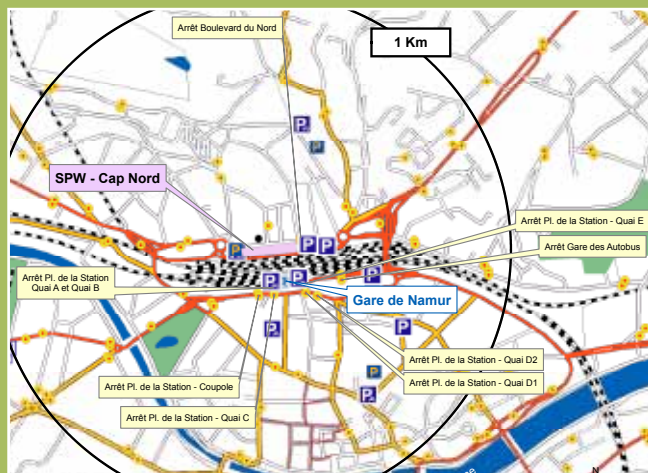 Arrêt Boulevard du Nord
1 Km
P
P
SPW - Cap Nord
P
P
P
Arrêt Pl. de la Station - Quai E
Arrêt Gare des Autobus
Arrêt Pl. de la Station
Quai A et Quai B
P
P
P
Gare de Namur
P
P
Arrêt Pl. de la Station - Quai D2
P
Arrêt Pl. de la Station - Quai D1
Arrêt Pl. de la Station - Coupole
P
Arrêt Pl. de la Station - Quai C